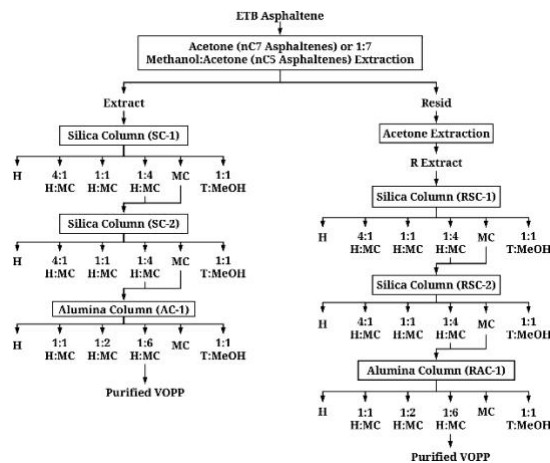 ETB Asphaltene
Acetone (nC7 Asphaltenes) or 1:7
Methanol:Acetone (nC5 Asphaltenes) Extraction
Extract
Silica Column (SC-1)
H 4:1 1:1 1:4 MC 1:1
H:MC H:MC H:MC T:MeOH
Silica Column (SC-2)
H 4:1 1:1 1:4 MC 1:1
H:MC H:MC H:MC T:MeOH
Alumina Column (AC-1)
H 1:1 1:2 1:6 MC 1:1
H:MC H:MC H:MC T:MeOH
Purified VOPP
Resid
Acetone Extraction
R Extract
Silica Column (RSC-1)
H 4:1 1:1 1:4 MC 1:1
H:MC H:MC H:MC T:MeOH
Silica Column (RSC-2)
H 4:1 1:1 1:4 MC 1:1
H:MC H:MC H:MC T:MeOH
Alumina Column (RAC-1)
H 1:1 1:2 1:6 MC 1:1
H:MC H:MC H:MC T:MeOH
Purified VOPP